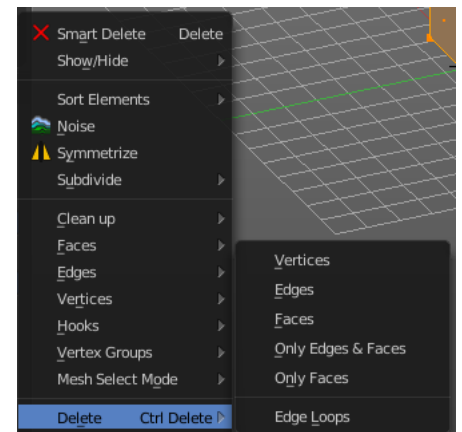 Smart Delete Delete
Show/Hide
Sort Elements
Noise
Symmetrize
Subdivide
Clean up
Faces
Edges
Vertices
Hooks
Vertex Groups
Mesh Select Mode
Delete Ctrl Delete
Vertices
Edges
Faces
Only Edges & Faces
Only Faces
Edge Loops